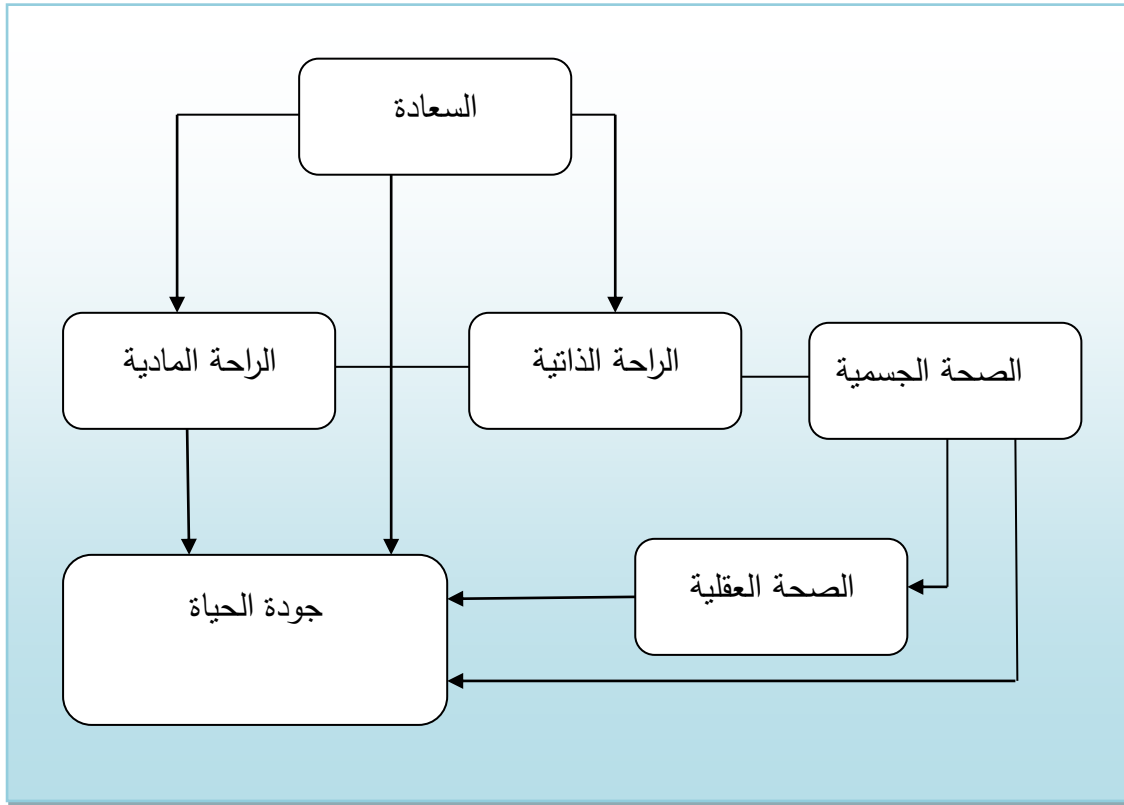 السعادة
الصحة الجسمية
الراحة الذاتية
الراحة المادية
الصحة العقلية
جودة الحياة